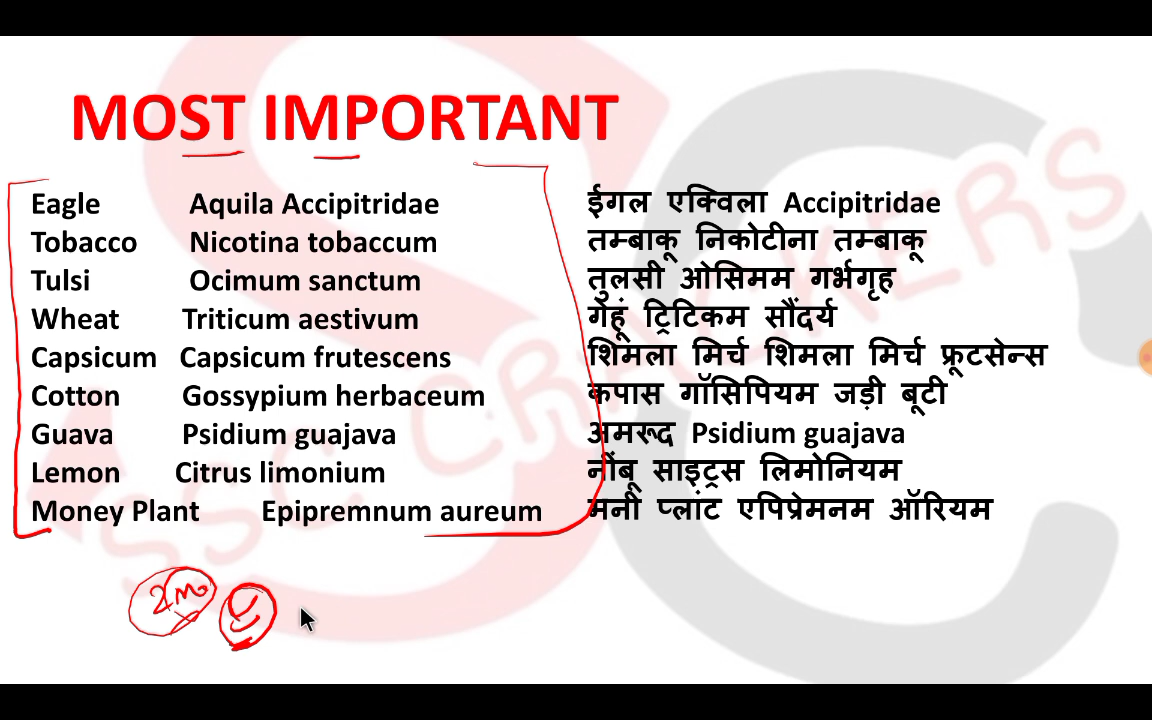 MOST IMPORTANT
Eagle Aquila Accipitridae ईगल एक्विला Accipitridae
Tobacco Nicotina tobaccum तम्बाकू निकोटीना तम्बाकू
Tulsi Ocimum sanctum तुलसी ओसिमम गर्भगृह
Wheat Triticum aestivum गेहूं ट्रिटिकम सौंदर्य
Capsicum Capsicum frutescens शिमला मिर्च शिमला मिर्च फ्रूटसेन्स
Cotton Gossypium herbaceum कपास गॉसिपियम जड़ी बूटी
Guava Psidium guajava अमरूद Psidium guajava
Lemon Citrus limonium नींबू साइट्रस लिमोनियम
Money Plant Epipremnum aureum मनी प्लांट एपिप्रेमनम ऑरियम
SSC CRACKERS